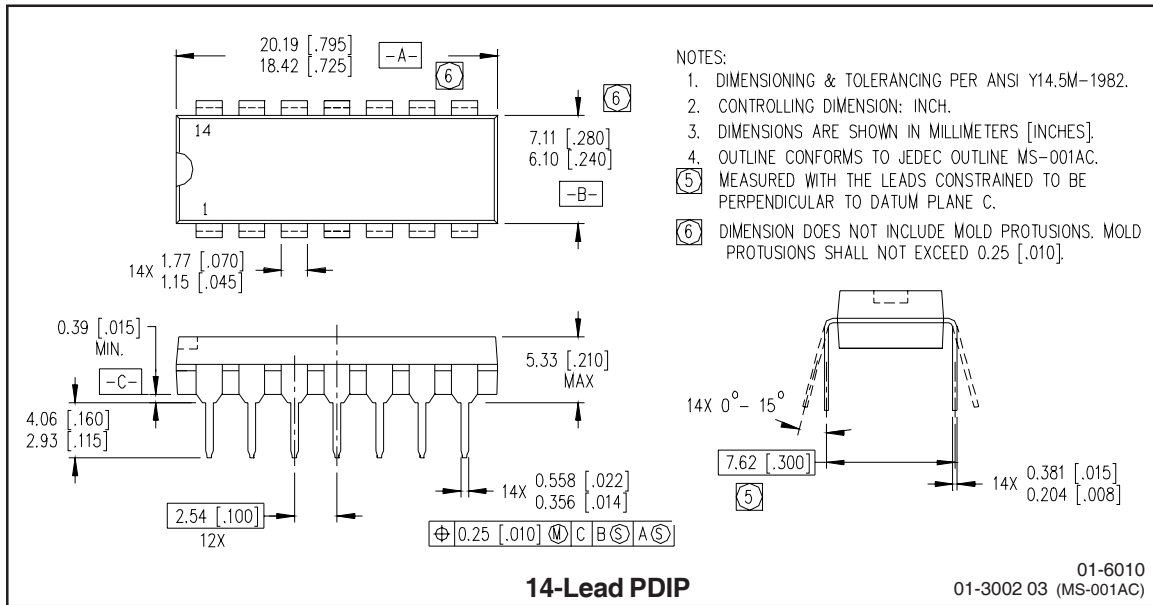 20.19 [.795]
18.42 [.725]
-A-
6
6
14
1
7.11 [.280]
6.10 [.240]
-B-
14X 1.77 [.070]
1.15 [.045]
NOTES:
1. DIMENSIONING & TOLERANCING PER ANSI Y14.5M-1982.
2. CONTROLLING DIMENSION: INCH.
3. DIMENSIONS ARE SHOWN IN MILLIMETERS [INCHES].
4. OUTLINE CONFORMS TO JEDEC OUTLINE MS-001AC.
5 MEASURED WITH THE LEADS CONSTRAINED TO BE
PERPENDICULAR TO DATUM PLANE C.
6 DIMENSION DOES NOT INCLUDE MOLD PROTUSIONS. MOLD
PROTUSIONS SHALL NOT EXCEED 0.25 [.010].
0.39 [.015]
MIN.
-C-
4.06 [.160]
2.93 [.115]
5.33 [.210]
MAX
2.54 [.100]
12X
14X 0.558 [.022]
0.356 [.014]
⌖ 0.25 [.010] Ⓜ C B Ⓢ A Ⓢ
14X 0°- 15°
7.62 [.300]
5
14X 0.381 [.015]
0.204 [.008]
14-Lead PDIP
01-6010
01-3002 03 (MS-001AC)